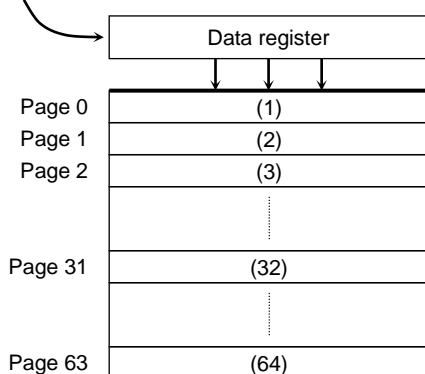 Data register
Page 0 (1)
Page 1 (2)
Page 2 (3)
Page 31 (32)
Page 63 (64)